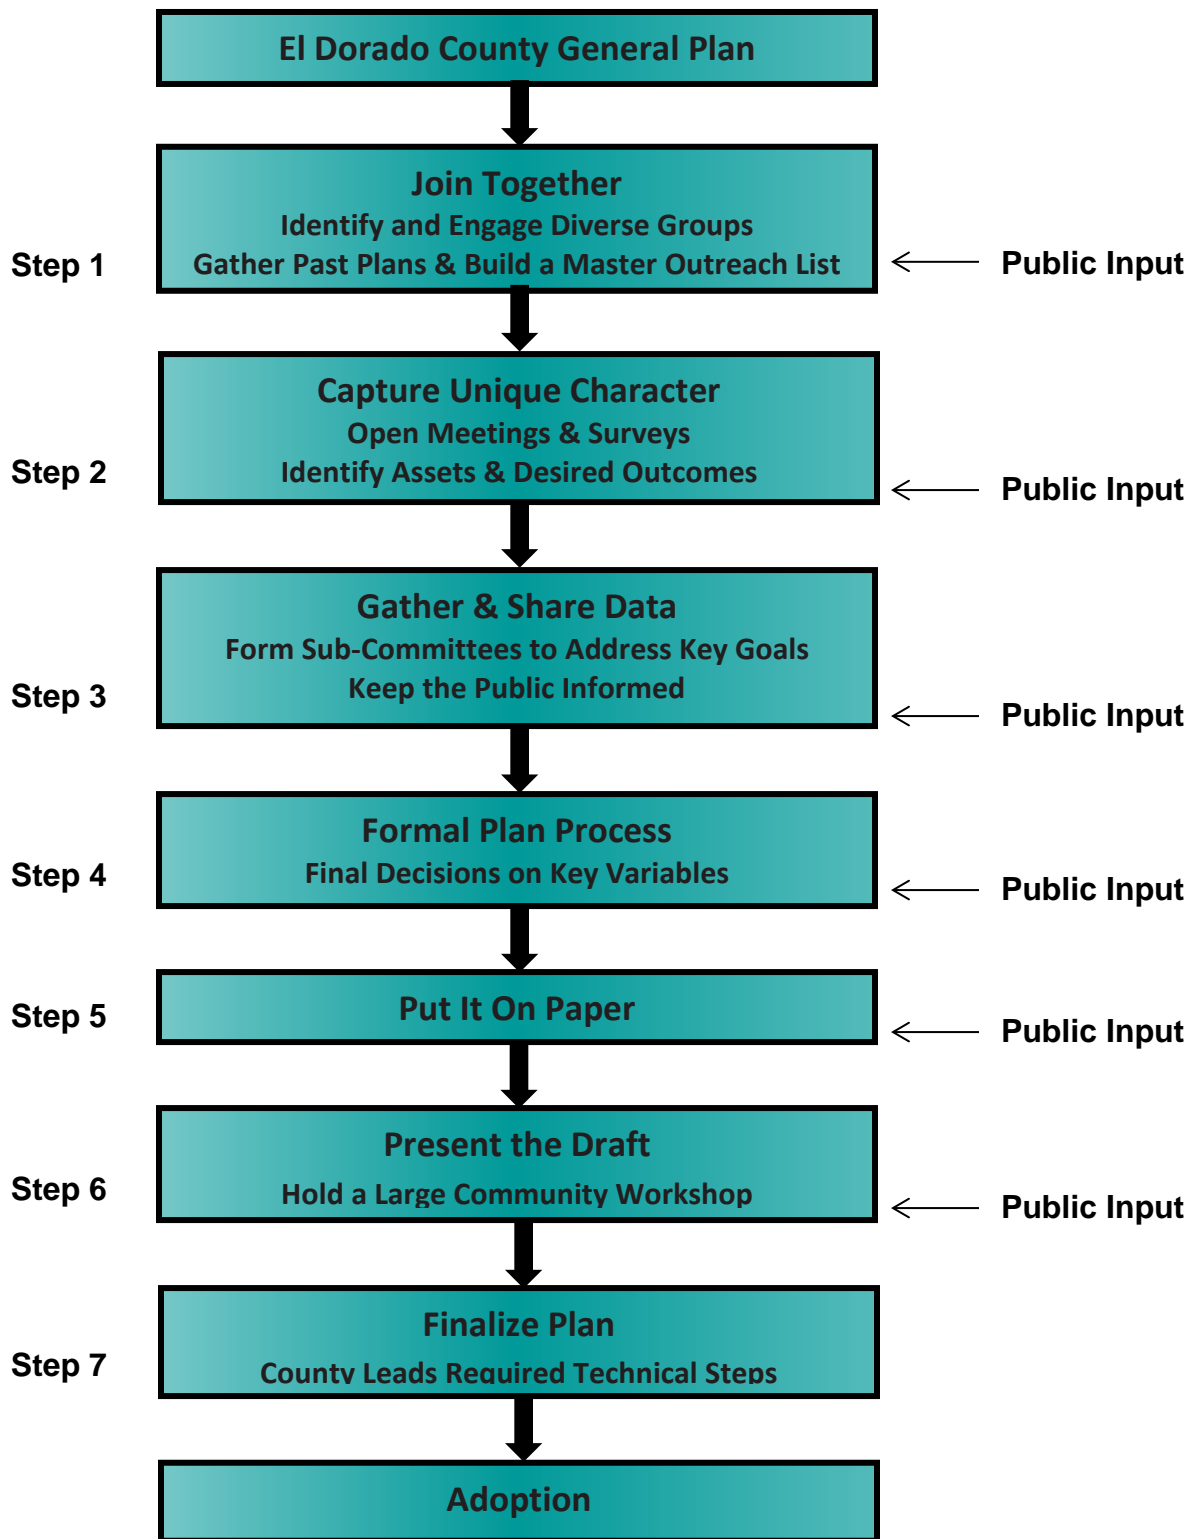 El Dorado County General Plan
Join Together
Identify and Engage Diverse Groups
Step 1
Gather Past Plans & Build a Master Outreach List
Public Input
Capture Unique Character
Open Meetings & Surveys
Step 2
Identify Assets & Desired Outcomes
Public Input
Gather & Share Data
Form Sub-Committees to Address Key Goals
Keep the Public Informed
Step 3
Public Input
Formal Plan Process
Final Decisions on Key Variables
Step 4
Public Input
Put It On Paper
Step 5
Public Input
Present the Draft
Hold a Large Community Workshop
Step 6
Public Input
Finalize Plan
County Leads Required Technical Steps
Step 7
Adoption